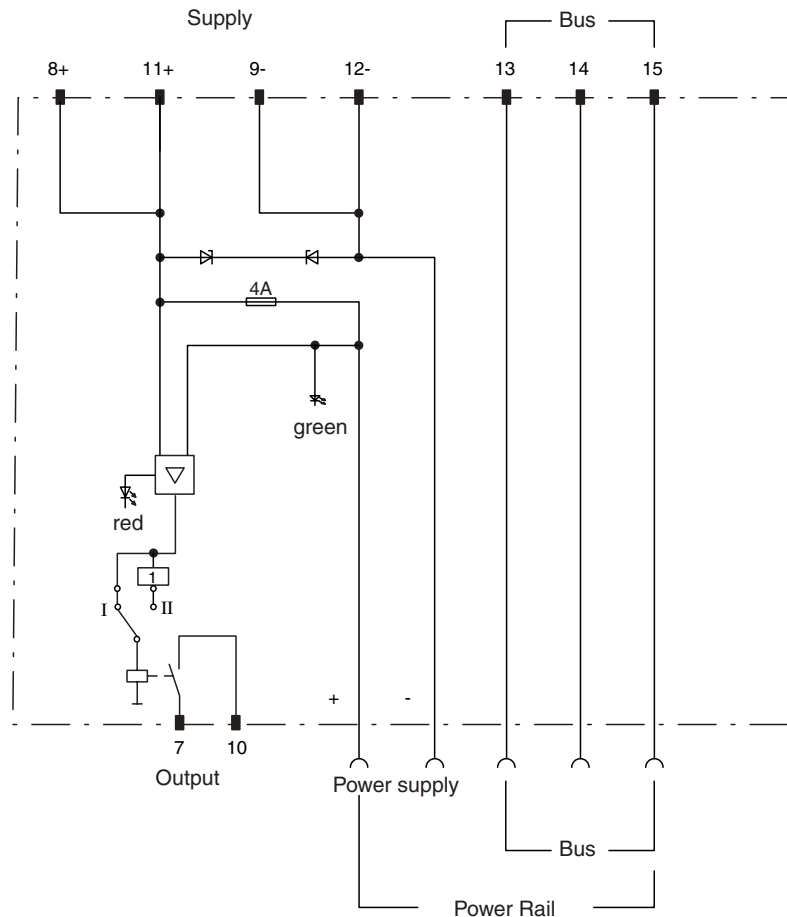 Supply
Bus
8+
11+
9-
12-
13
14
15
4A
green
red
1
I
II
+
-
7
10
Output
Power supply
Bus
Power Rail